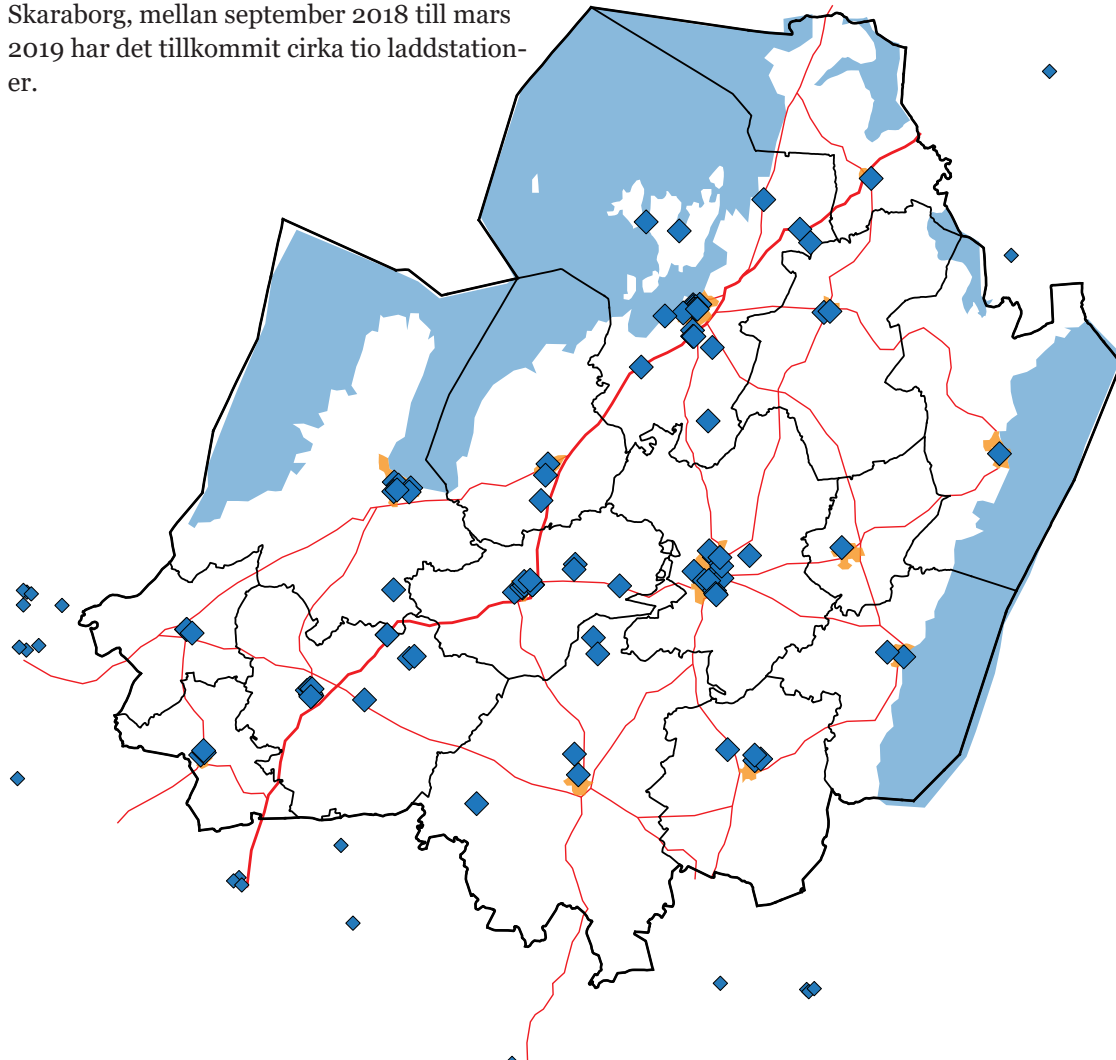 Skaraborg, mellan september 2018 till mars
2019 har det tillkommit cirka tio laddstation-
er.